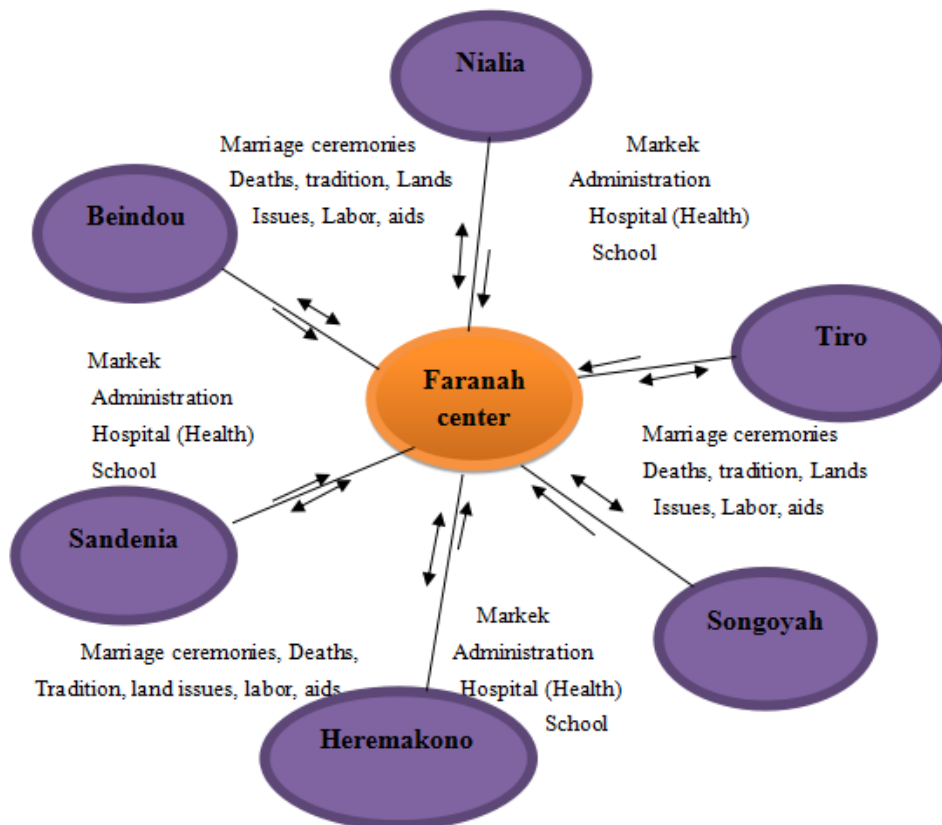 Nialia
Marriage ceremonies
Deaths, tradition, Lands
Issues, Labor, aids
Markek
Administration
Hospital (Health)
School
Beindou
Tiro
Faranah
center
Markek
Administration
Hospital (Health)
School
Marriage ceremonies
Deaths, tradition, Lands
Issues, Labor, aids
Sandenia
Songoyah
Marriage ceremonies, Deaths,
Tradition, land issues, labor, aids
Markek
Administration
Hospital (Health)
School
Heremakono